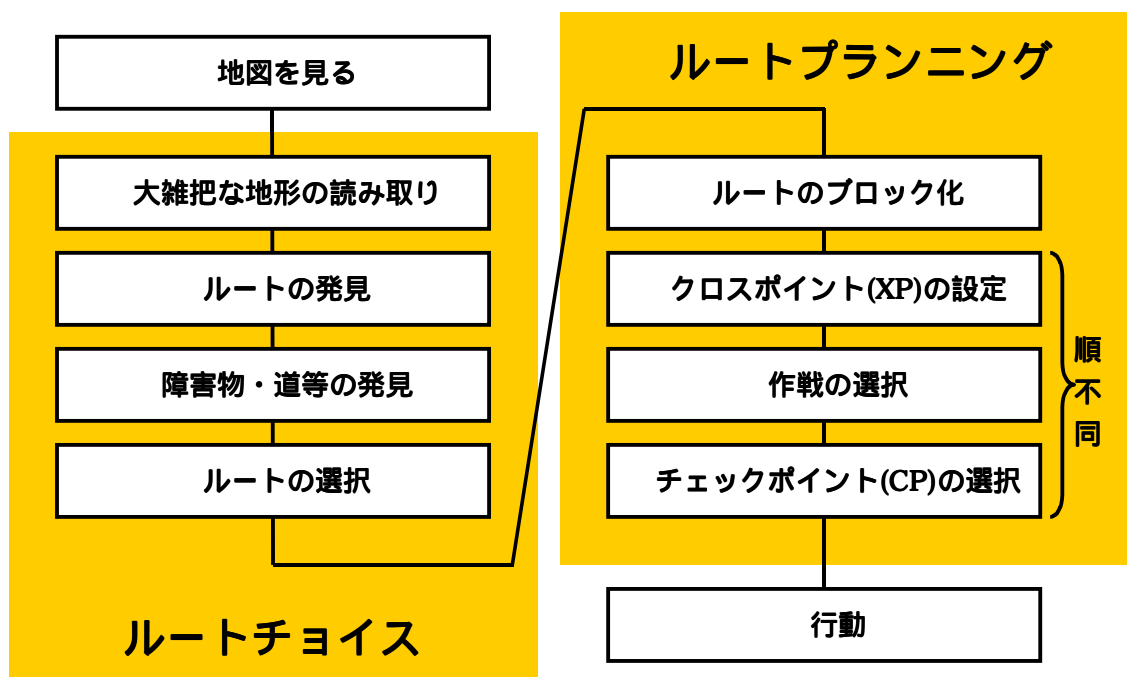 地図を見る
大雑把な地形の読み取り
ルートの発見
障害物・道等の発見
ルートの選択
ルートチョイス
ルートプランニング
ルートのブロック化
クロスポイント(XP)の設定
作戦の選択
チェックポイント(CP)の選択
順不同
行動